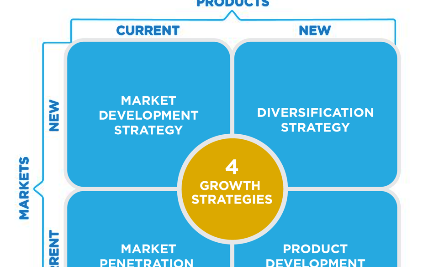 PRODUCTS
CURRENT
NEW
MARKETS
NEW
MARKET
DEVELOPMENT
STRATEGY
DIVERSIFICATION
STRATEGY
4
GROWTH
STRATEGIES
MARKET
PENETRATION
PRODUCT
DEVELOPMENT